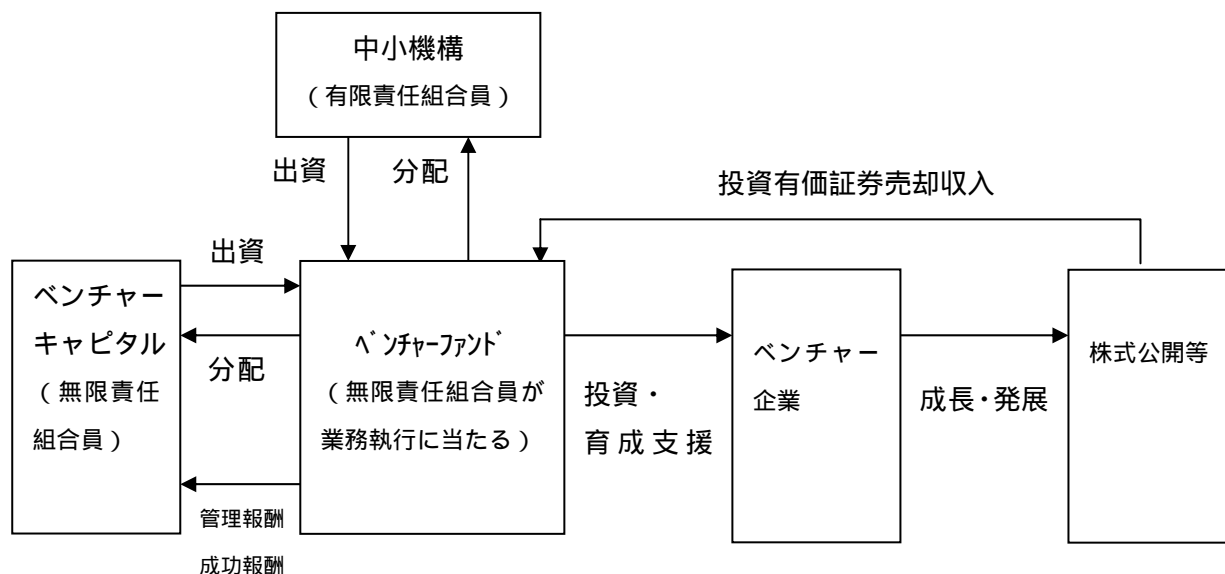 中小機構
（有限責任組合員）
出資
分配
投資有価証券売却収入
出資
ベンチャー
キャピタル
（無限責任
組合員）
分配
管理報酬
成功報酬
ﾍﾞﾝﾁｬｰﾌｧﾝﾄﾞ
（無限責任組合員が
業務執行に当たる）
投資・
育成支援
ベンチャー
企業
成長・発展
株式公開等